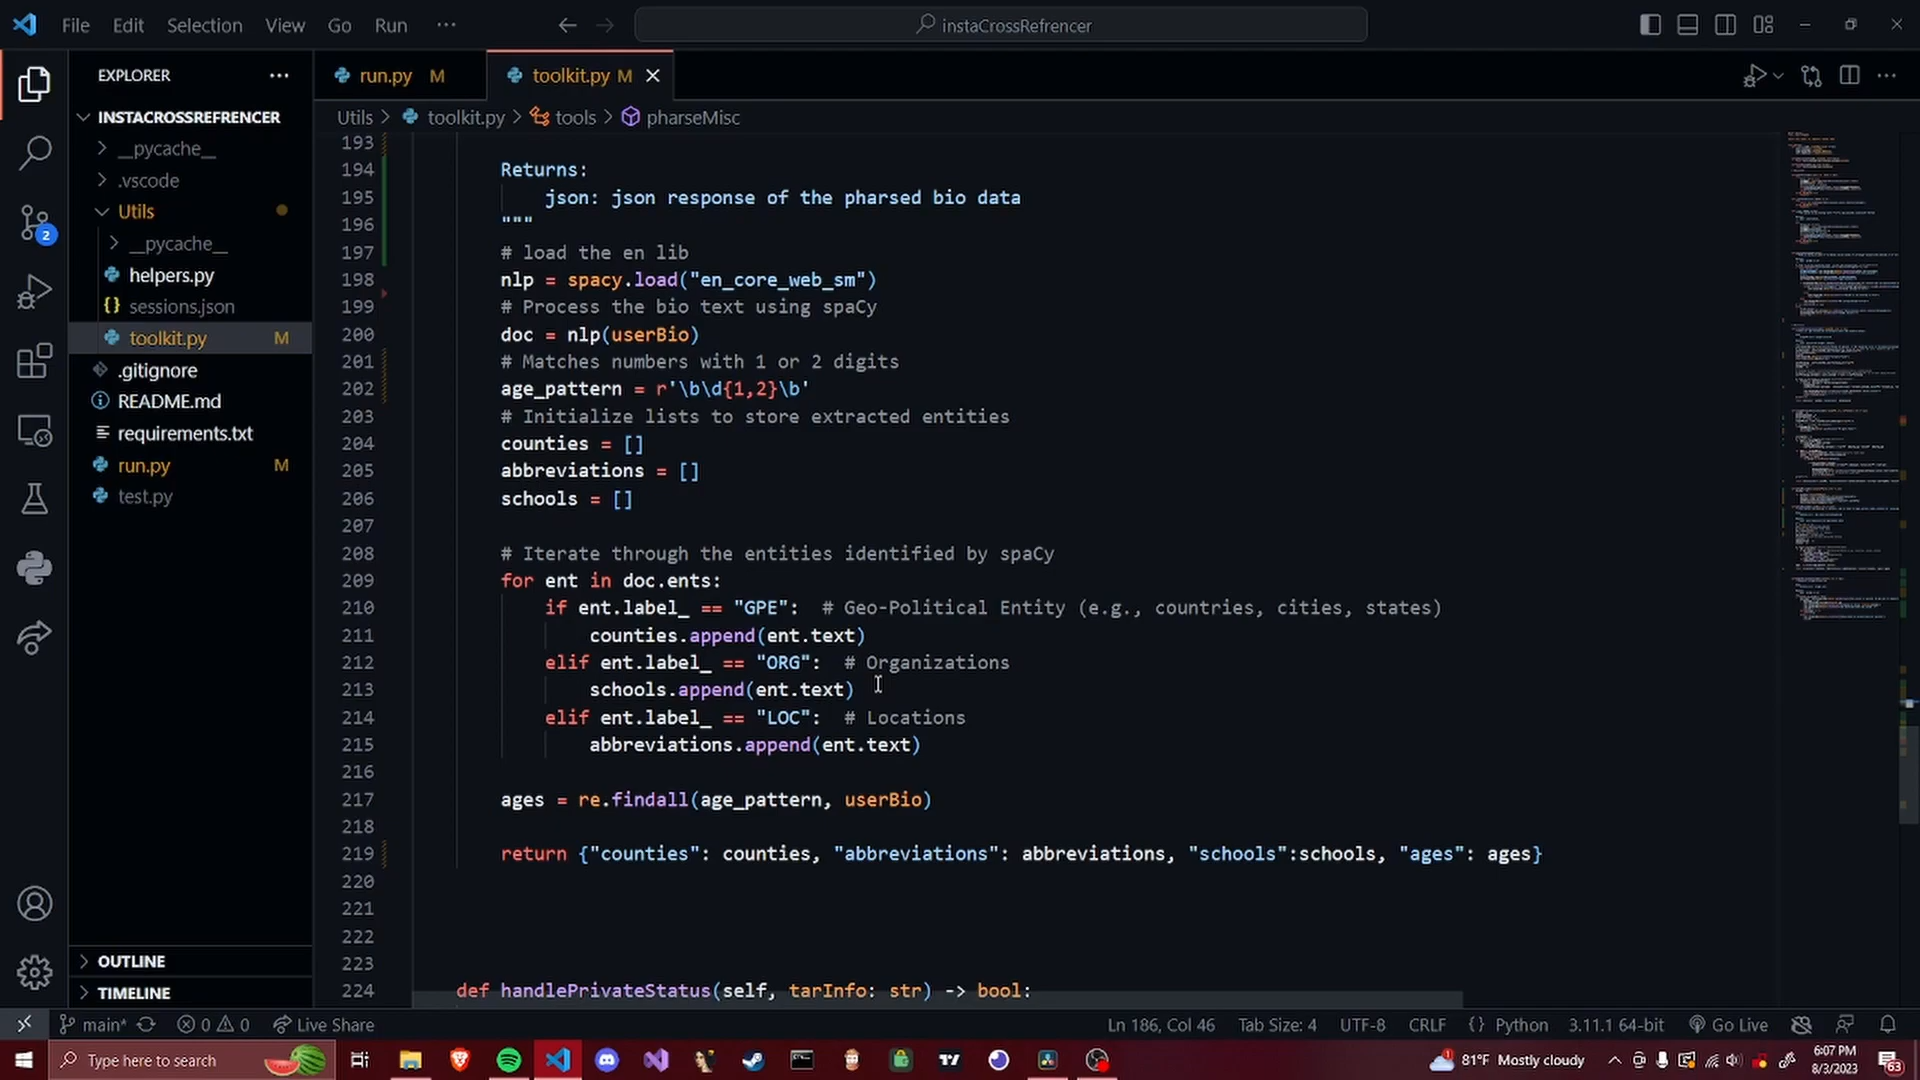 File Edit Selection View Go Run ··· instaCrossRefrencer
EXPLORER ···
run.py M toolkit.py M
Utils > toolkit.py > tools > pharseMisc
INSTACROSSREFRENCER
__pycache__
.vscode
Utils
__pycache__
helpers.py
sessions.json
toolkit.py M
.gitignore
README.md
requirements.txt
run.py M
test.py
OUTLINE
TIMELINE
2
193
194 Returns:
195 json: json response of the pharsed bio data
196 """
197 # load the en lib
198 nlp = spacy.load("en_core_web_sm")
199 # Process the bio text using spaCy
200 doc = nlp(userBio)
201 # Matches numbers with 1 or 2 digits
202 age_pattern = r'\b\d{1,2}\b'
203 # Initialize lists to store extracted entities
204 counties = []
205 abbreviations = []
206 schools = []
207
208 # Iterate through the entities identified by spaCy
209 for ent in doc.ents:
210 if ent.label_ == "GPE": # Geo-Political Entity (e.g., countries, cities, states)
211 counties.append(ent.text)
212 elif ent.label_ == "ORG": # Organizations
213 schools.append(ent.text)
214 elif ent.label_ == "LOC": # Locations
215 abbreviations.append(ent.text)
216
217 ages = re.findall(age_pattern, userBio)
218
219 return {"counties": counties, "abbreviations": abbreviations, "schools":schools, "ages": ages}
220
221
222
223
224 def handlePrivateStatus(self, tarInfo: str) -> bool:
main* 0 0 Live Share Ln 186, Col 46 Tab Size: 4 UTF-8 CRLF {} Python 3.11.1 64-bit Go Live
Type here to search 81°F Mostly cloudy 6:07 PM
8/3/2023 63